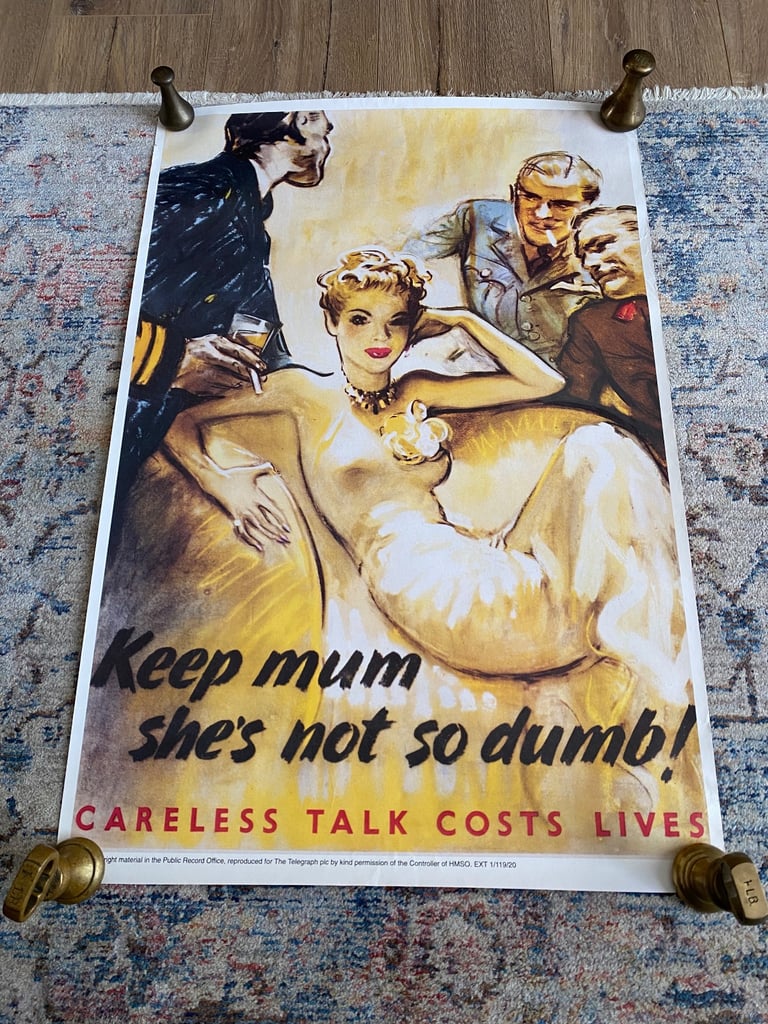 Keep mum
she's not so dumb!
CARELESS TALK COSTS LIVES
right material in the Public Record Office, reproduced for The Telegraph plc by kind permission of the Controller of HMSO. EXT 1/119/20